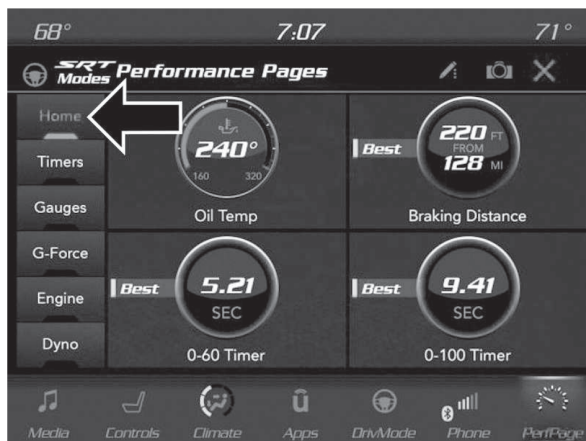 68° 7:07 71°
SRT Modes Performance Pages
Home
Timers
Gauges
G-Force
Engine
Dyno
240°
160 320
Oil Temp
Best
220 FT
FROM
128 MI
Braking Distance
Best
5.21
SEC
0-60 Timer
Best
9.41
SEC
0-100 Timer
Media Controls Climate Apps DrivMode Phone PerfPage